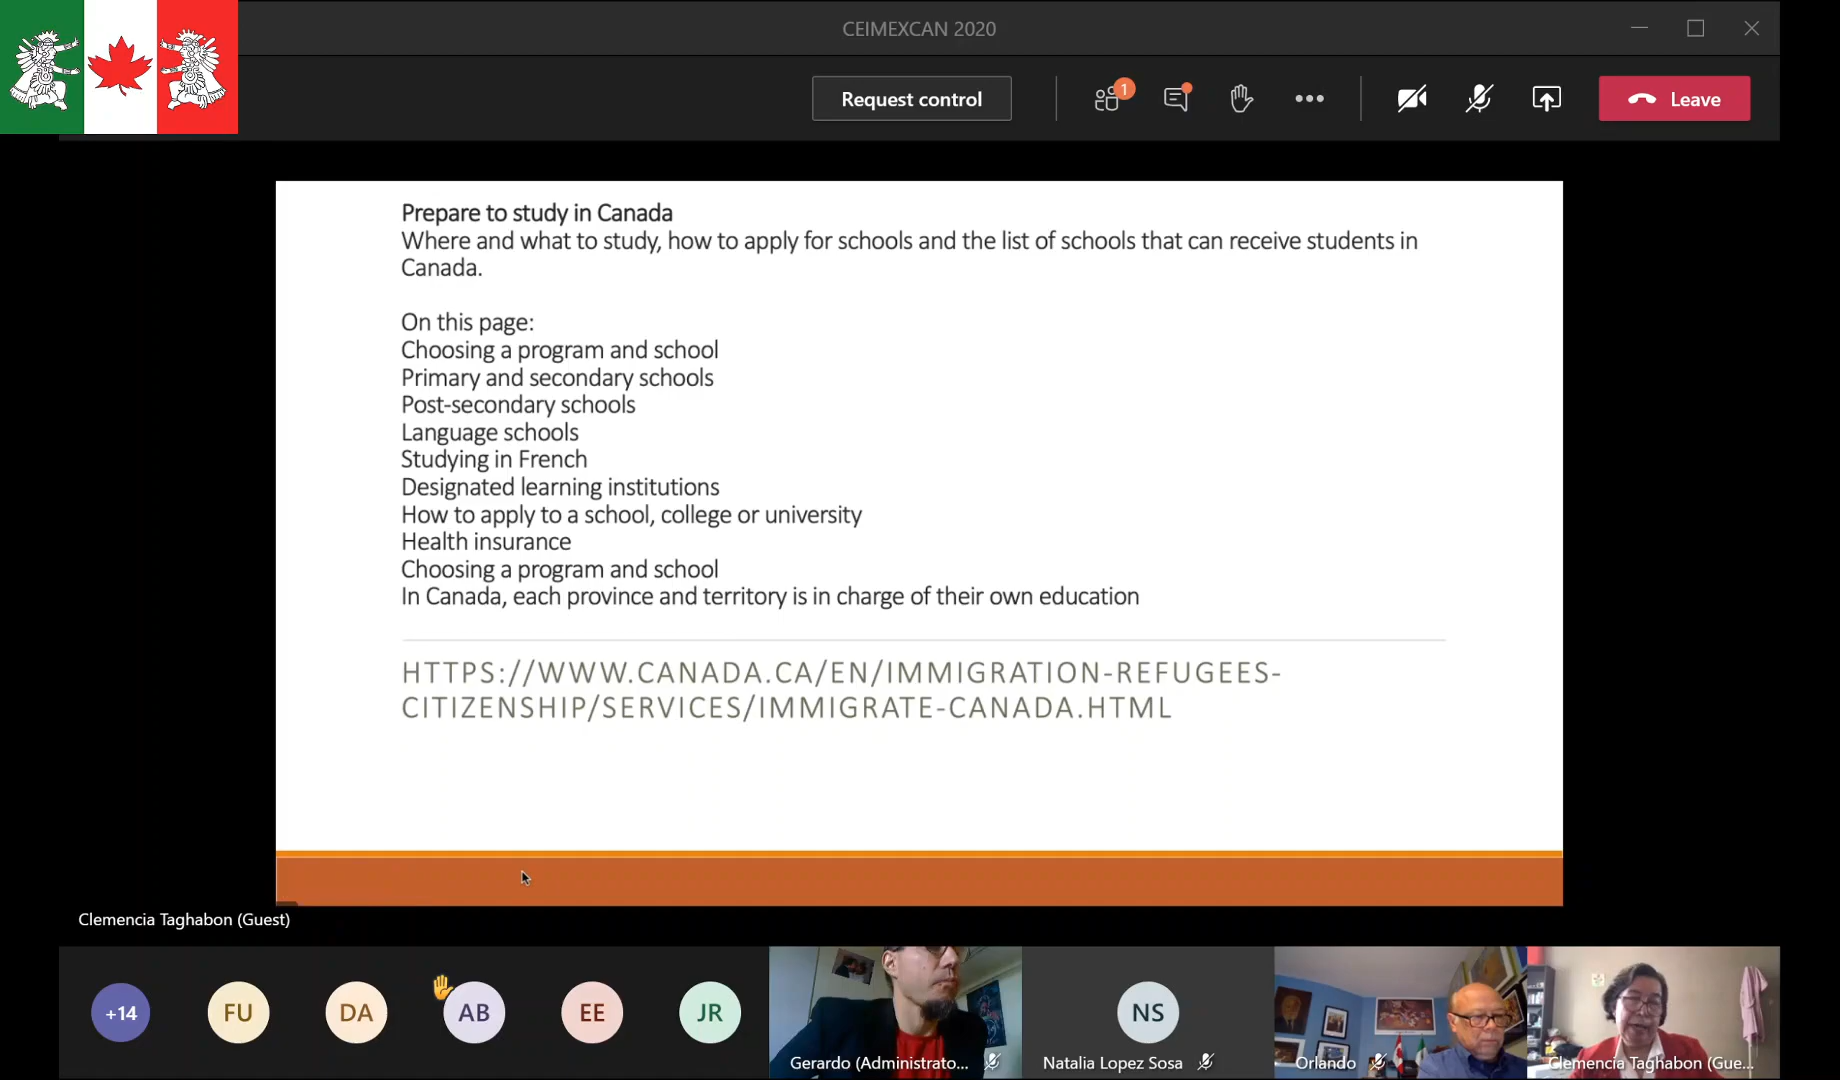 CEIMEXCAN 2020
Request control
1
Leave
Prepare to study in Canada
Where and what to study, how to apply for schools and the list of schools that can receive students in
Canada.
On this page:
Choosing a program and school
Primary and secondary schools
Post-secondary schools
Language schools
Studying in French
Designated learning institutions
How to apply to a school, college or university
Health insurance
Choosing a program and school
In Canada, each province and territory is in charge of their own education
HTTPS://WWW.CANADA.CA/EN/IMMIGRATION-REFUGEES-
CITIZENSHIP/SERVICES/IMMIGRATE-CANADA.HTML
Clemencia Taghabon (Guest)
+14
FU
DA
AB
EE
JR
NS
Gerardo (Administrato...
Natalia Lopez Sosa
Orlando
Clemencia Taghabon (Gue...